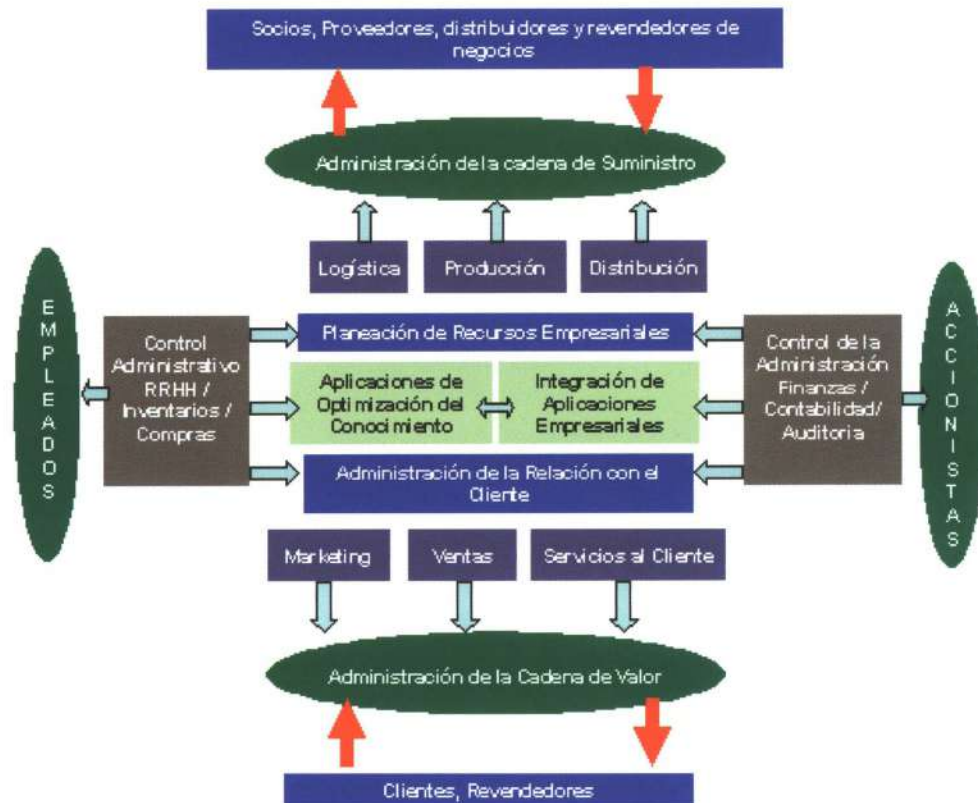 Socios, Proveedores, distribuidores y revendedores de
negocios
Administración de la cadena de Suministro
Logística
Producción
Distribución
EMPLEADOS
Control
Administrativo
RRHH /
Inventarios /
Compras
Planeación de Recursos Empresariales
Aplicaciones de
Optimización del
Conocimiento
Integración de
Aplicaciones
Empresariales
Administración de la Relación con el
Cliente
Control de la
Administración
Finanzas /
Contabilidad/
Auditoria
ACCIONISTAS
Marketing
Ventas
Servicios al Cliente
Administración de la Cadena de Valor
Clientes, Revendedores